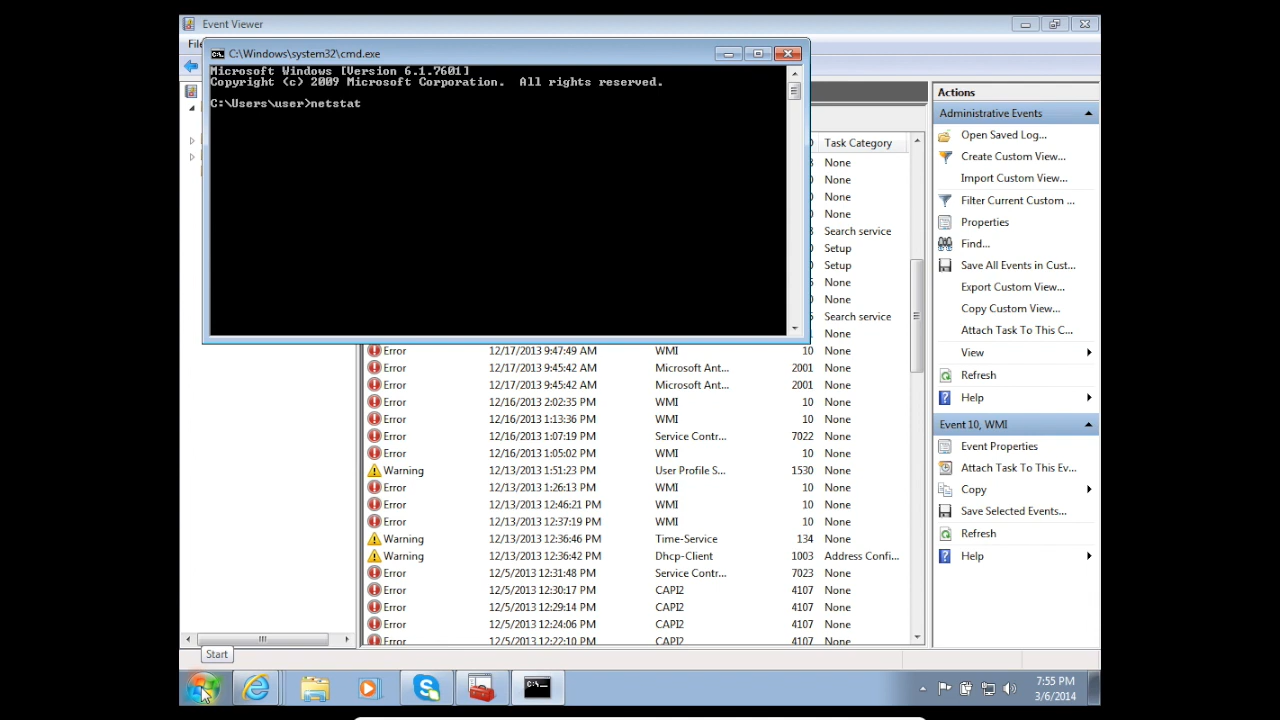 Event Viewer
File
C:\Windows\system32\cmd.exe
Microsoft Windows [Version 6.1.7601]
Copyright (c) 2009 Microsoft Corporation.  All rights reserved.
C:\Users\user>netstat
Task Category
None
None
None
None
Search service
Setup
Setup
None
None
Search service
None
Error 12/17/2013 9:47:49 AM WMI 10 None
Error 12/17/2013 9:45:42 AM Microsoft Ant... 2001 None
Error 12/17/2013 9:45:42 AM Microsoft Ant... 2001 None
Error 12/16/2013 2:02:35 PM WMI 10 None
Error 12/16/2013 1:13:36 PM WMI 10 None
Error 12/16/2013 1:07:19 PM Service Contr... 7022 None
Error 12/16/2013 1:05:02 PM WMI 10 None
Warning 12/13/2013 1:51:23 PM User Profile S... 1530 None
Error 12/13/2013 1:26:13 PM WMI 10 None
Error 12/13/2013 12:46:21 PM WMI 10 None
Error 12/13/2013 12:37:19 PM WMI 10 None
Warning 12/13/2013 12:36:46 PM Time-Service 134 None
Warning 12/13/2013 12:36:42 PM Dhcp-Client 1003 Address Confi...
Error 12/5/2013 12:31:48 PM Service Contr... 7023 None
Error 12/5/2013 12:30:17 PM CAPI2 4107 None
Error 12/5/2013 12:29:14 PM CAPI2 4107 None
Error 12/5/2013 12:24:06 PM CAPI2 4107 None
Error 12/5/2013 12:22:10 PM CAPI2 4107 None
Actions
Administrative Events
Open Saved Log...
Create Custom View...
Import Custom View...
Filter Current Custom ...
Properties
Find...
Save All Events in Cust...
Export Custom View...
Copy Custom View...
Attach Task To This C...
View
Refresh
Help
Event 10, WMI
Event Properties
Attach Task To This Ev...
Copy
Save Selected Events...
Refresh
Help
Start
7:55 PM
3/6/2014